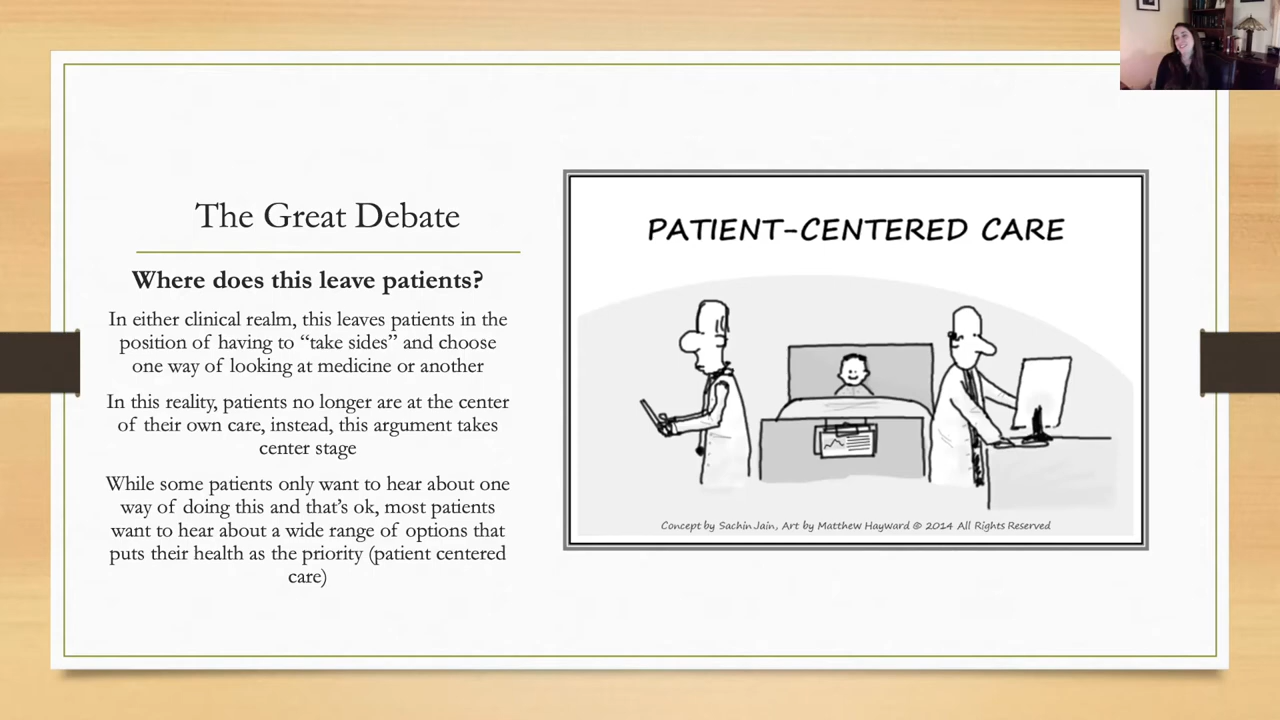 The Great Debate
Where does this leave patients?
In either clinical realm, this leaves patients in the
position of having to “take sides” and choose
one way of looking at medicine or another
In this reality, patients no longer are at the center
of their own care, instead, this argument takes
center stage
While some patients only want to hear about one
way of doing this and that’s ok, most patients
want to hear about a wide range of options that
puts their health as the priority (patient centered
care)
PATIENT-CENTERED CARE
Concept by Sachin Jain, Art by Matthew Hayward © 2014 All Rights Reserved